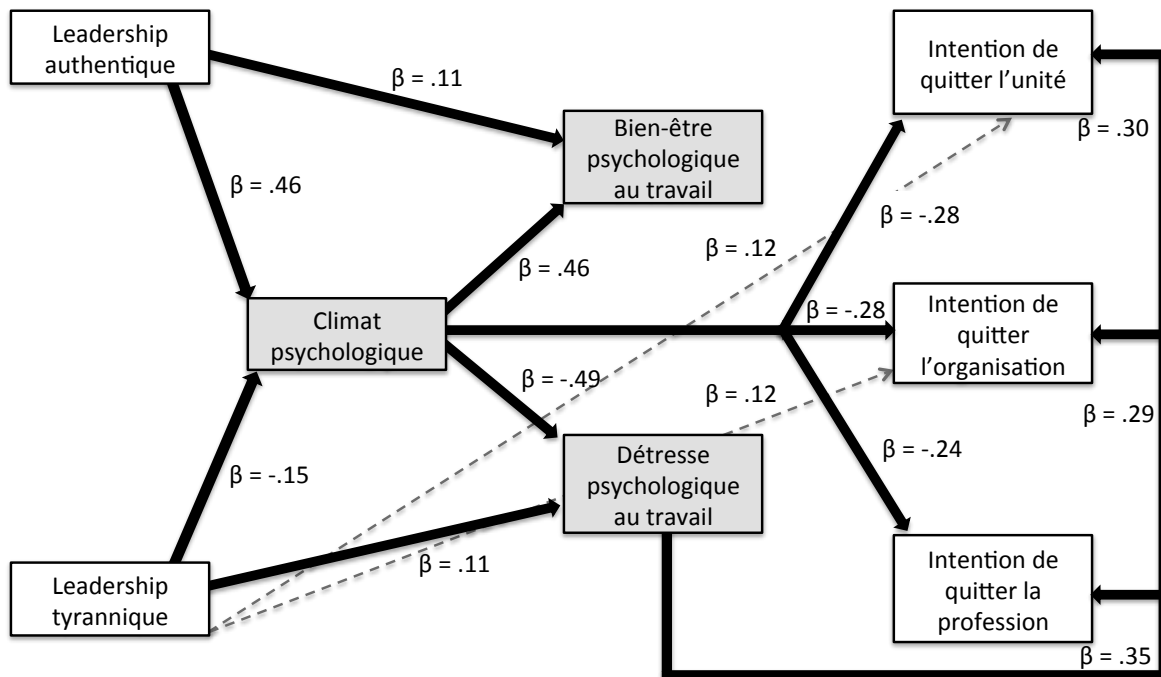 Leadership
authentique
β = .11
β = .46
Bien-être
psychologique
au travail
Intention de
quitter l’unité
β = .30
β = -.28
β = .12
β = .46
Climat
psychologique
β = -.28
Intention de
quitter
l’organisation
β = -.49
β = .12
β = .29
β = -.15
Détresse
psychologique
au travail
β = -.24
β = .11
Leadership
tyrannique
Intention de
quitter la
profession
β = .35